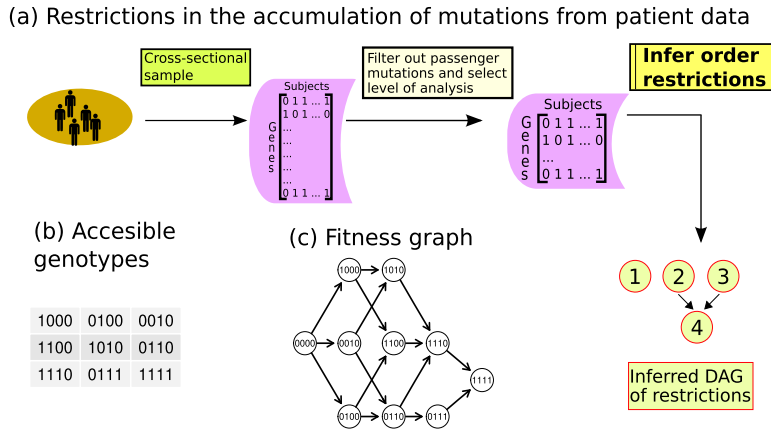 (a) Restrictions in the accumulation of mutations from patient data
Cross-sectional
sample
Filter out passenger
mutations and select
level of analysis
Infer order
restrictions
Subjects
Genes
0 1 1 ... 1
1 0 1 ... 0
...
...
...
...
...
0 1 1 ... 1
Subjects
Genes
0 1 1 ... 1
1 0 1 ... 0
...
0 1 1 ... 1
(b) Accesible
genotypes
1000 0100 0010
1100 1010 0110
1110 0111 1111
(c) Fitness graph
1000 1010
0000 0010 1100 1110
1111
0100 0110 0111
1 2 3
4
Inferred DAG
of restrictions